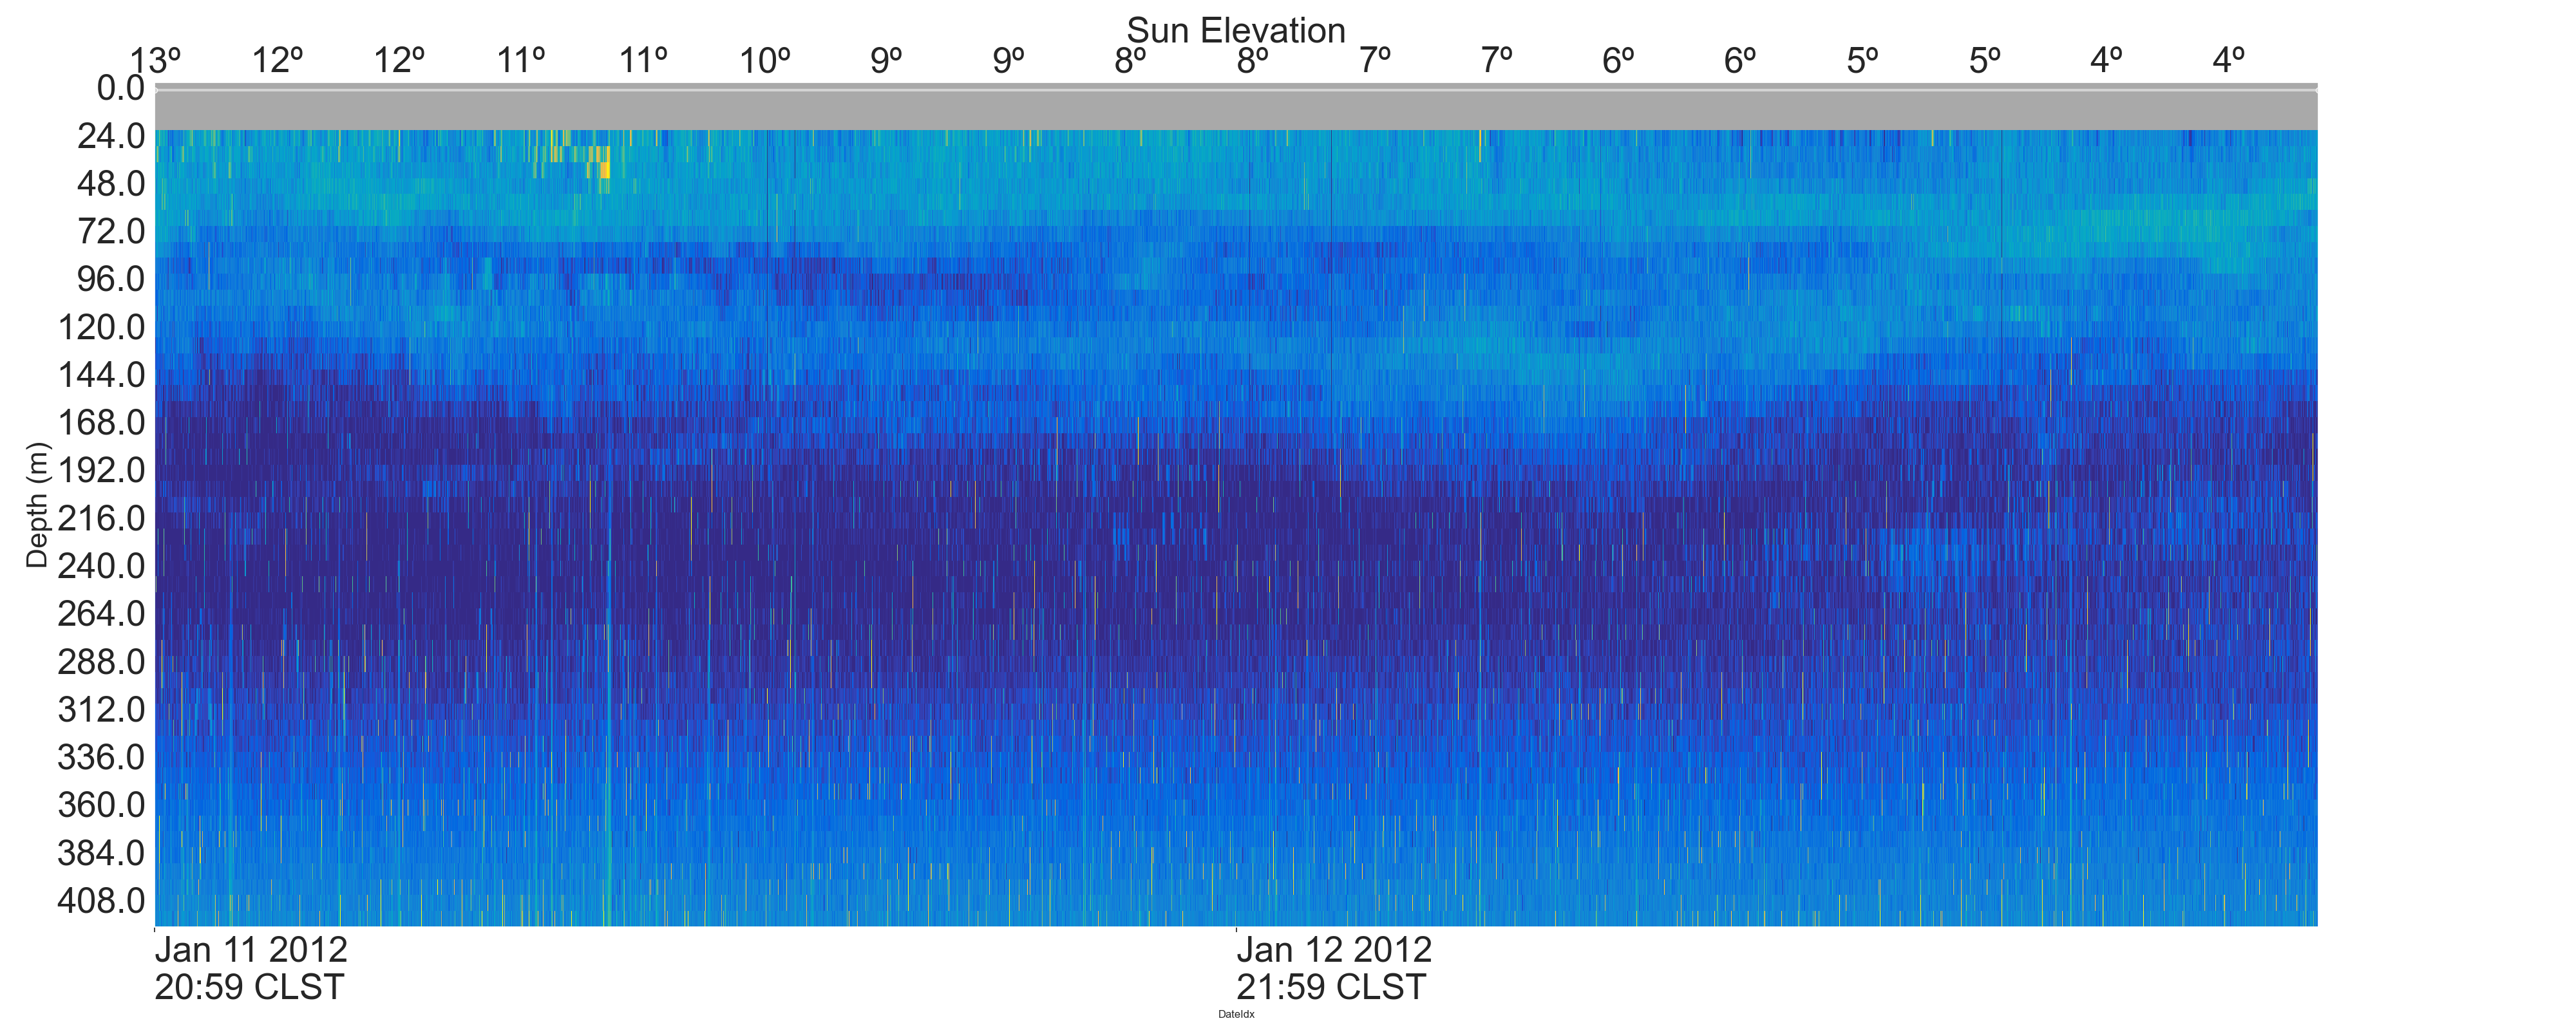 Sun Elevation
13º 12º 12º 11º 11º 10º 9º 9º 8º 8º 7º 7º 6º 6º 5º 5º 4º 4º
0.0
24.0
48.0
72.0
96.0
120.0
144.0
168.0
192.0
216.0
240.0
264.0
288.0
312.0
336.0
360.0
384.0
408.0
Depth (m)
Jan 11 2012
20:59 CLST
Jan 12 2012
21:59 CLST
DateIdx